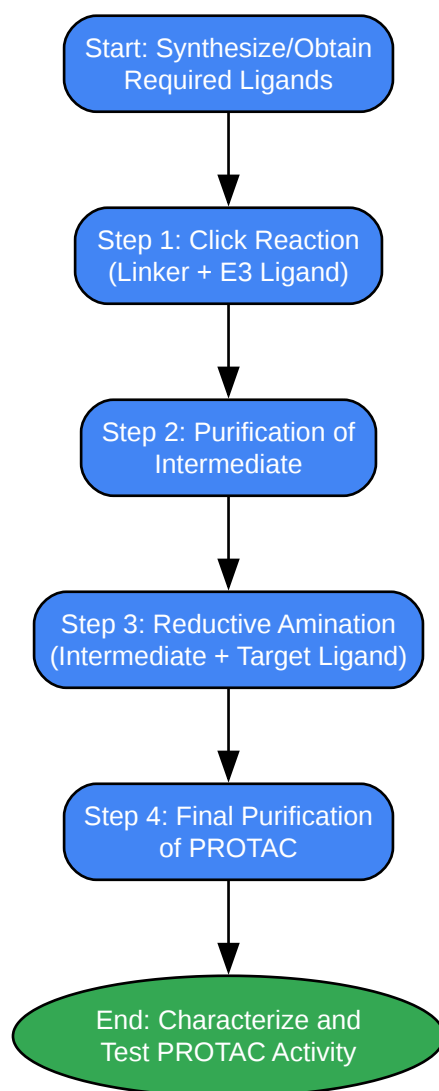 Start: Synthesize/Obtain
Required Ligands
Step 1: Click Reaction
(Linker + E3 Ligand)
Step 2: Purification of
Intermediate
Step 3: Reductive Amination
(Intermediate + Target Ligand)
Step 4: Final Purification
of PROTAC
End: Characterize and
Test PROTAC Activity